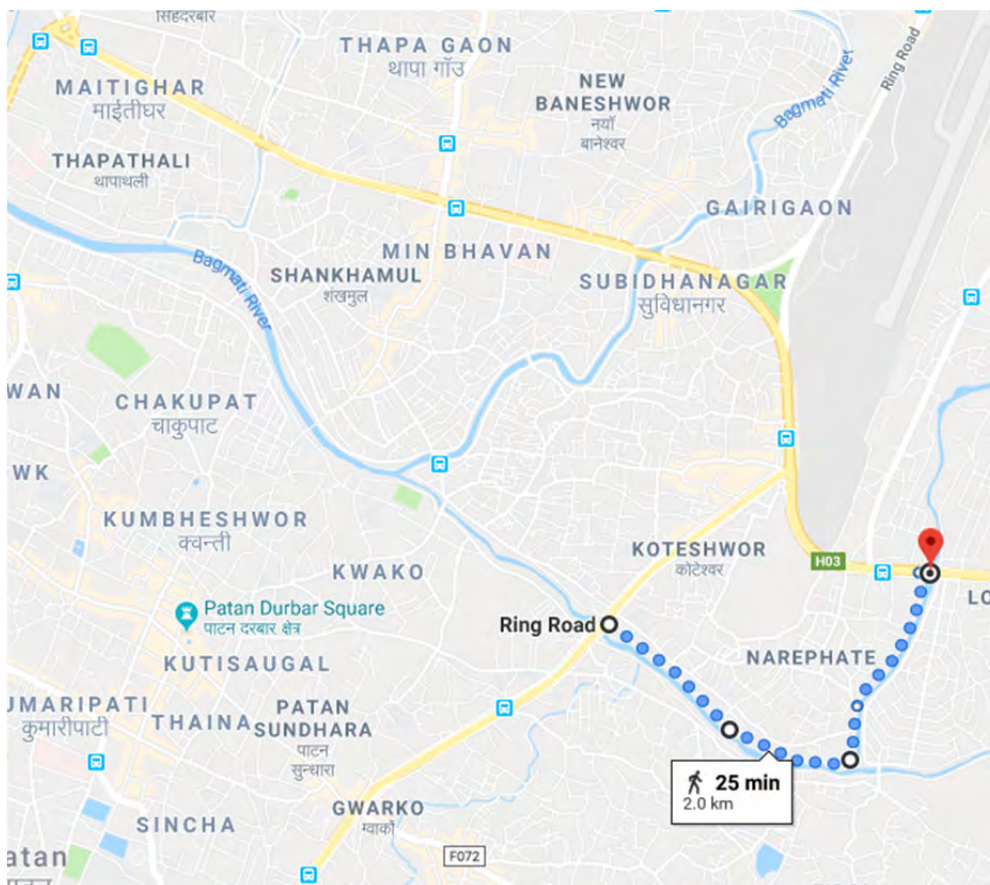 सिंहदरबार
THAPA GAON
थापा गाँउ
MAITIGHAR
माईतीघर
NEW
BANESHWOR
नयाँ
बानेश्वर
Bagmati River
Ring Road
THAPATHALI
थापाथली
GAIRIGAON
MIN BHAVAN
Bagmati River
SHANKHAMUL
शंखमुल
SUBIDHANAGAR
सुविधानगर
WAN
CHAKUPAT
चाकुपाट
WK
KUMBHESHWOR
क्वन्ती
KOTESHWOR
कोटेश्वर
H03
KWAKO
LO
Patan Durbar Square
पाटन दरबार क्षेत्र
Ring Road
KUTISAUGAL
NAREPHATE
UMARIPATI
कुमारीपाटी
THAINA
PATAN
SUNDHARA
पाटन
सुन्धारा
25 min
2.0 km
GWARKO
ग्वार्को
SINCHA
F072
atan